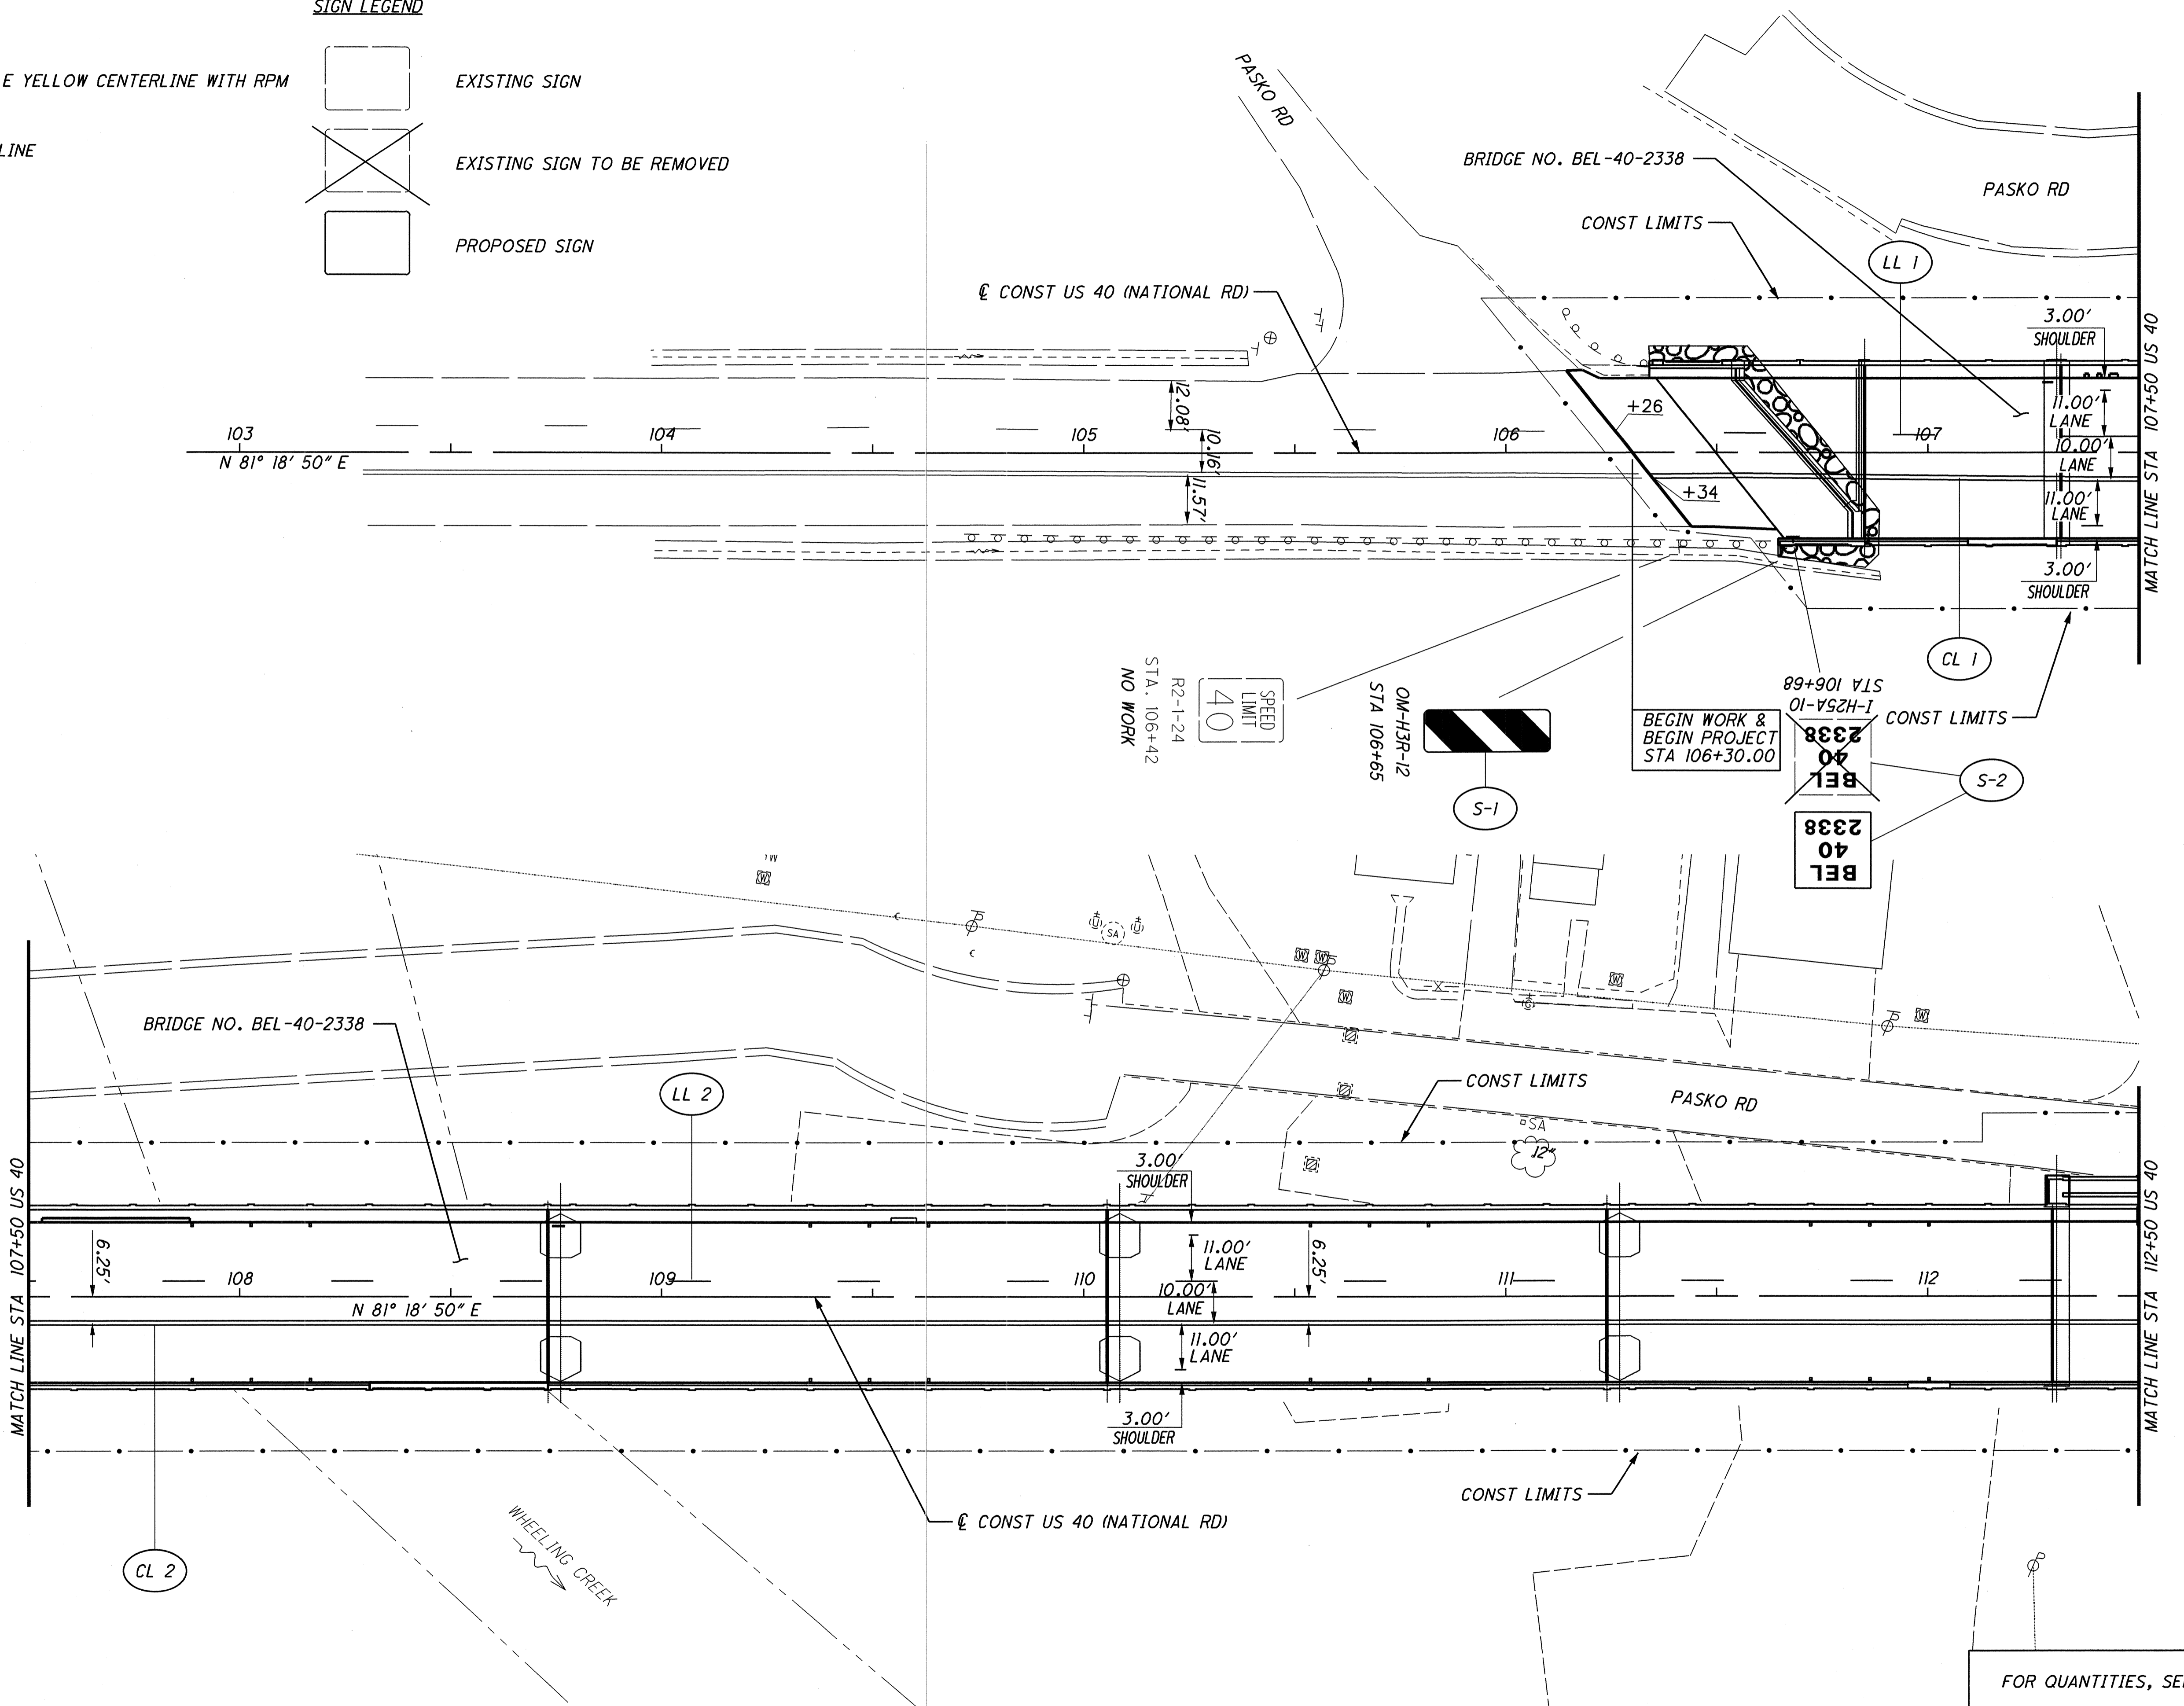 SIGN LEGEND
E YELLOW CENTERLINE WITH RPM
EXISTING SIGN
LINE
EXISTING SIGN TO BE REMOVED
PROPOSED SIGN
PASKO RD
BRIDGE NO. BEL-40-2338
PASKO RD
CONST LIMITS
LL 1
℄ CONST US 40 (NATIONAL RD)
3.00'
SHOULDER
12.08'
10.16'
11.57'
+26
+34
11.00'
LANE
10.00'
LANE
11.00'
LANE
103
104
105
106
107
N 81° 18' 50" E
3.00'
SHOULDER
MATCH LINE STA 107+50 US 40
CL 1
SPEED
LIMIT
40
R2-1-24
STA. 106+42
NO WORK
OM-H3R-12
STA 106+65
S-1
BEGIN WORK &
BEGIN PROJECT
STA 106+30.00
STA 106+68
I-H25A-10
CONST LIMITS
BEL
40
2338
S-2
BEL
40
2338
W
W
P
U
SA
U
W
W
P
W
W
G
P
W
BRIDGE NO. BEL-40-2338
LL 2
CONST LIMITS
PASKO RD
SA
12"
3.00'
SHOULDER
MATCH LINE STA 107+50 US 40
6.25'
11.00'
LANE
6.25'
108
109
110
111
112
N 81° 18' 50" E
10.00'
LANE
11.00'
LANE
MATCH LINE STA 112+50 US 40
3.00'
SHOULDER
CONST LIMITS
℄ CONST US 40 (NATIONAL RD)
WHEELING CREEK
CL 2
P
FOR QUANTITIES, SE